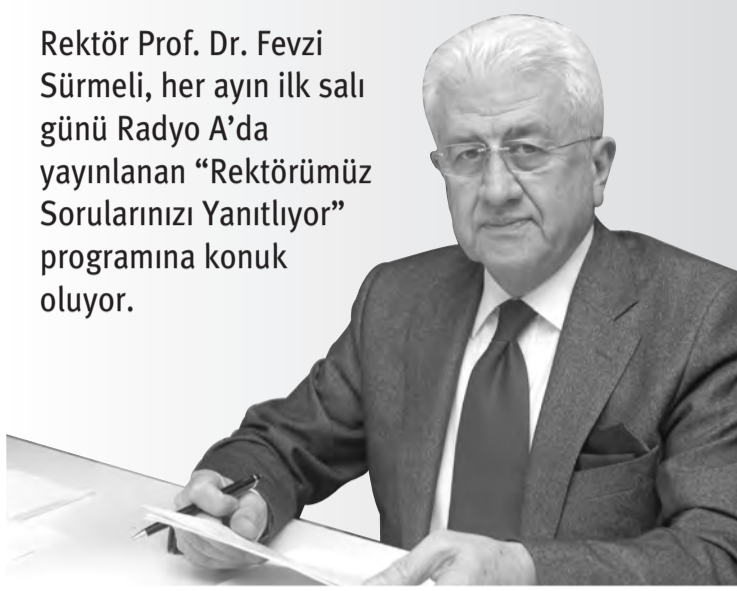 Rektör Prof. Dr. Fevzi
Sürmeli, her ayın ilk salı
günü Radyo A’da
yayınlanan “Rektörümüz
Sorularınızı Yanıtlıyor”
programına konuk
oluyor.